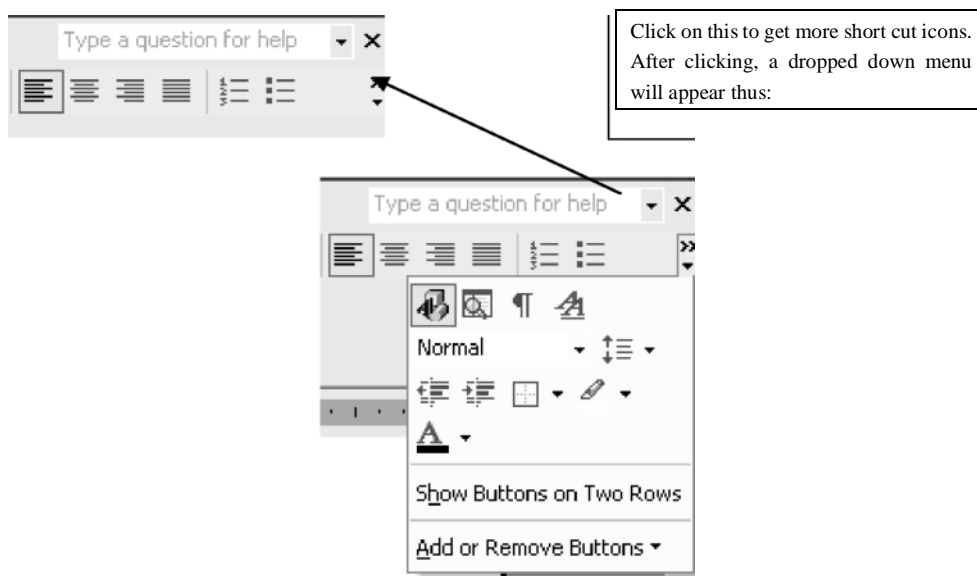 Type a question for help
Click on this to get more short cut icons.
After clicking, a dropped down menu
will appear thus:
Type a question for help
Normal
Show Buttons on Two Rows
Add or Remove Buttons